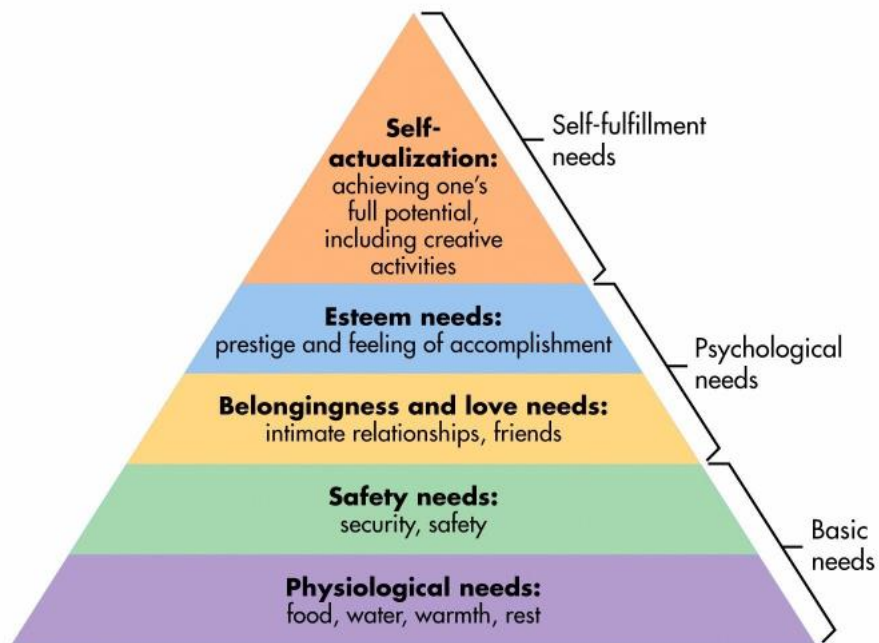 Self-
actualization:
achieving one's
full potential,
including creative
activities
Self-fulfillment
needs
Esteem needs:
prestige and feeling of accomplishment
Belongingness and love needs:
intimate relationships, friends
Psychological
needs
Safety needs:
security, safety
Physiological needs:
food, water, warmth, rest
Basic
needs